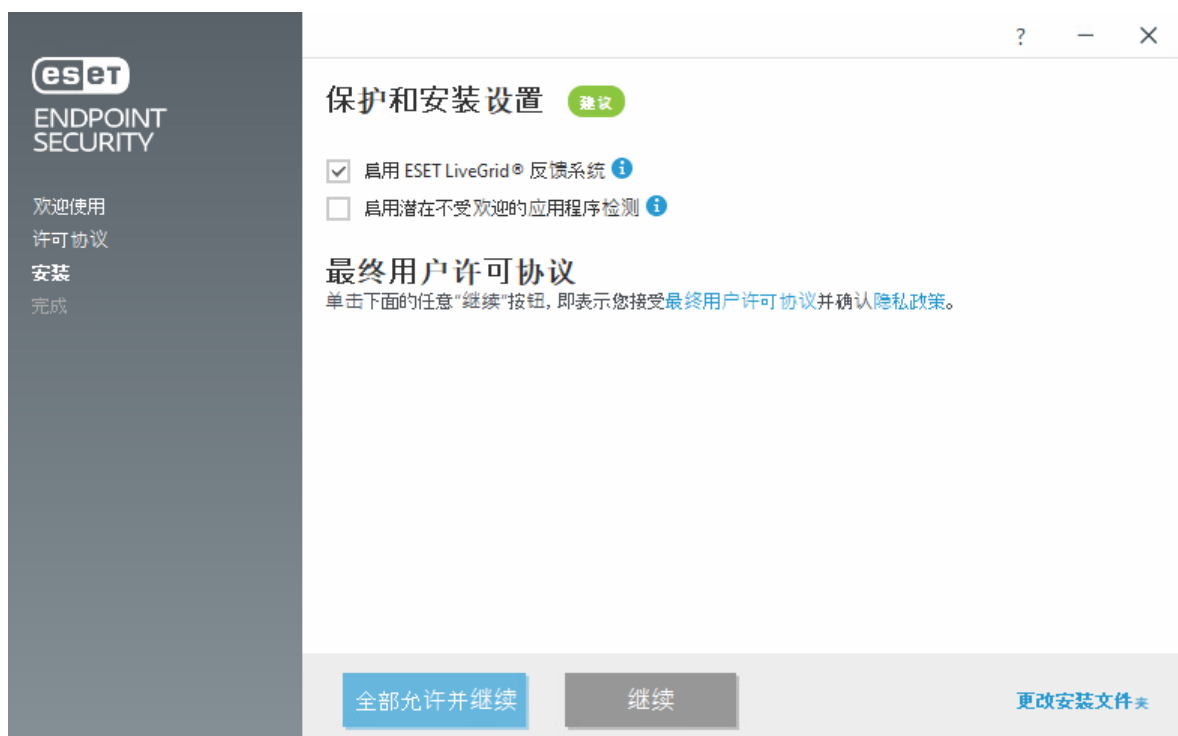 eset
ENDPOINT
SECURITY
欢迎使用
许可协议
安装
完成
?
保护和安装设置 建议
启用 ESET LiveGrid® 反馈系统
启用潜在不受欢迎的应用程序检测
最终用户许可协议
单击下面的任意“继续”按钮, 即表示您接受最终用户许可协议并确认隐私政策。
全部允许并继续
继续
更改安装文件夹